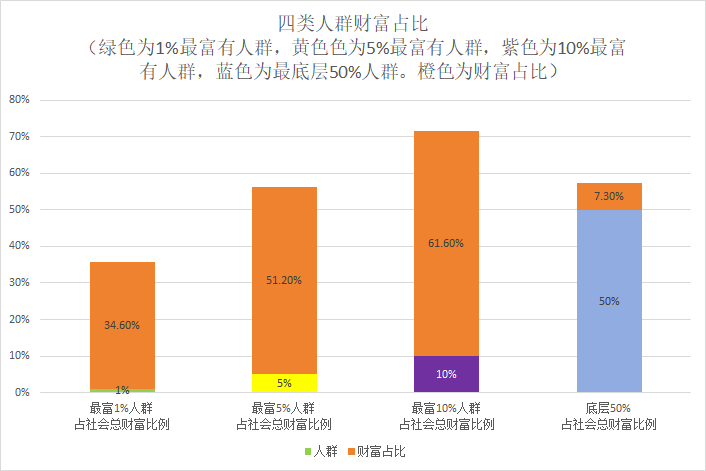 四类人群财富占比
（绿色为1%最富有人群，黄色色为5%最富有人群，紫色为10%最富
有人群，蓝色为最底层50%人群。橙色为财富占比）
80%
70%
60%
50%
40%
30%
20%
10%
0%
34.60%
1%
51.20%
5%
61.60%
10%
7.30%
50%
最富1%人群
占社会总财富比例
最富5%人群
占社会总财富比例
最富10%人群
占社会总财富比例
底层50%
占社会总财富比例
人群
财富占比